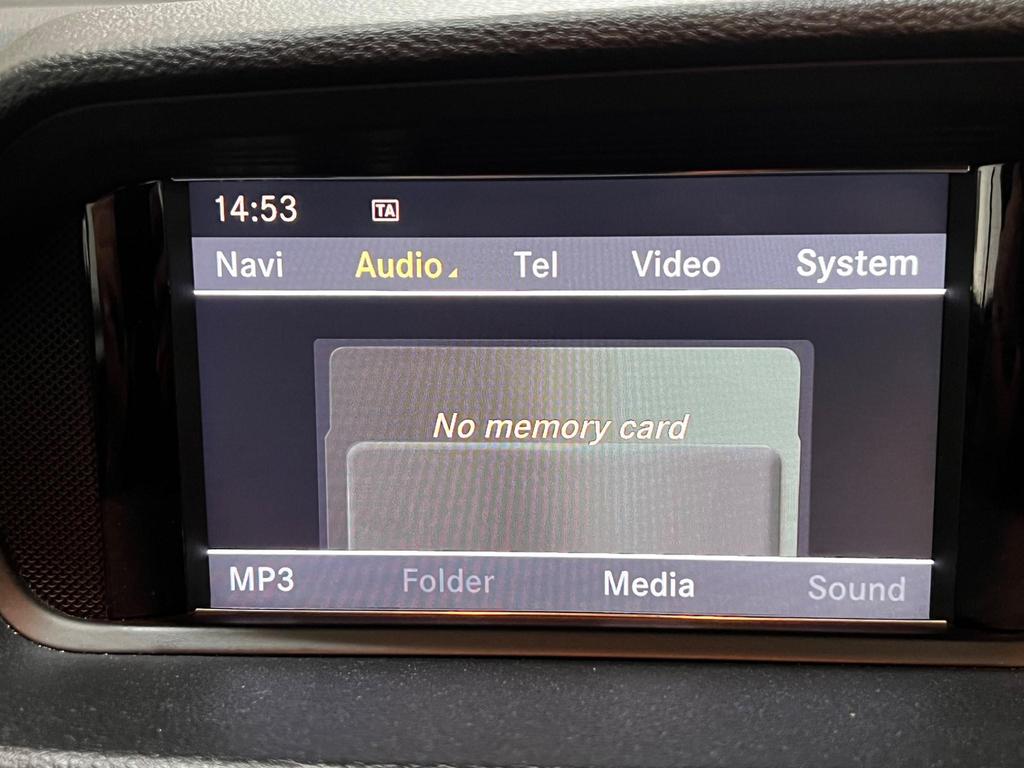 14:53 TA
Navi Audio Tel Video System
No memory card
MP3 Folder Media Sound